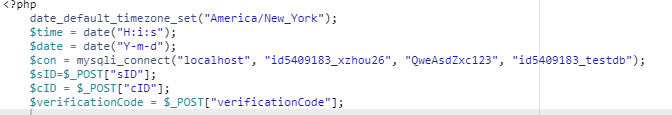 <?php
date_default_timezone_set("America/New_York");
$time = date("H:i:s");
$date = date("Y-m-d");
$con = mysqli_connect("localhost", "id5409183_xzhou26", "QweAsdZxc123", "id5409183_testdb");
$sID=$_POST["sID"];
$cID = $_POST["cID"];
$verificationCode = $_POST["verificationCode"];